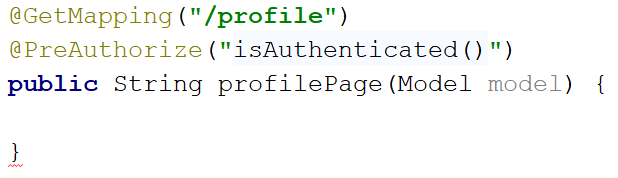 @GetMapping("/profile")
@PreAuthorize("isAuthenticated()")
public String profilePage(Model model) {
}